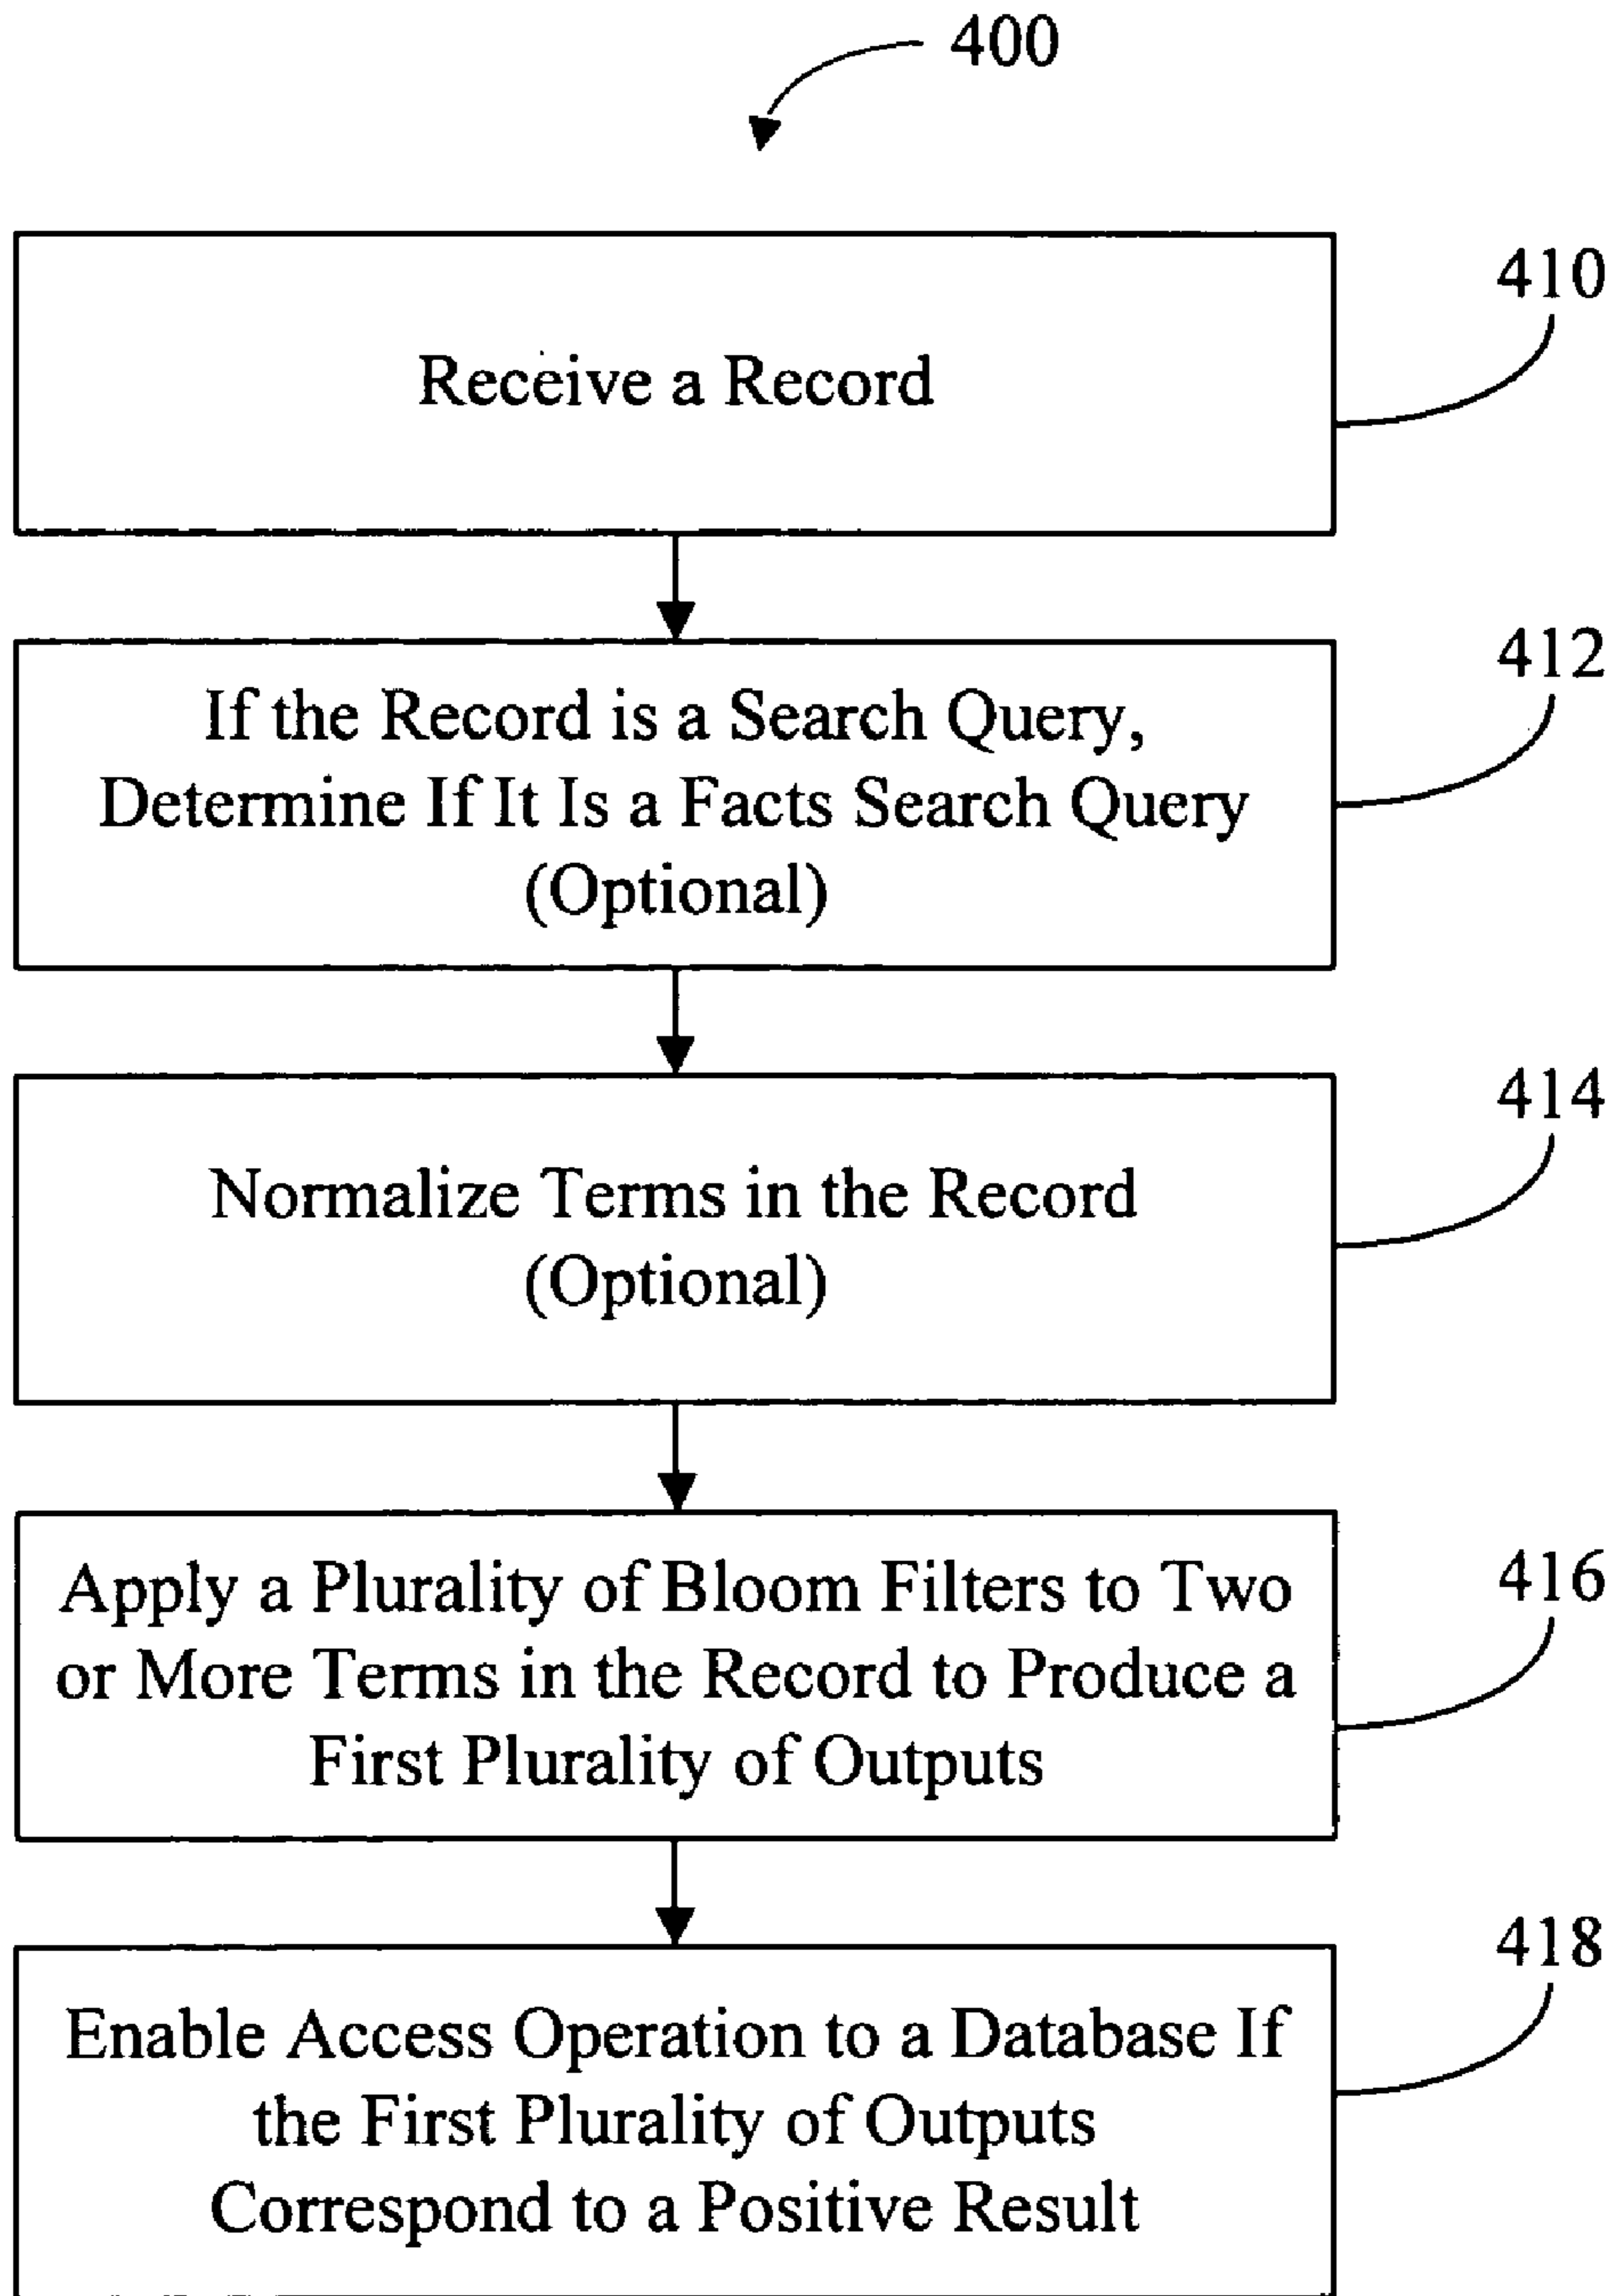 400
410
Receive a Record
412
If the Record is a Search Query,
Determine If It Is a Facts Search Query
(Optional)
414
Normalize Terms in the Record
(Optional)
416
Apply a Plurality of Bloom Filters to Two
or More Terms in the Record to Produce a
First Plurality of Outputs
418
Enable Access Operation to a Database If
the First Plurality of Outputs
Correspond to a Positive Result